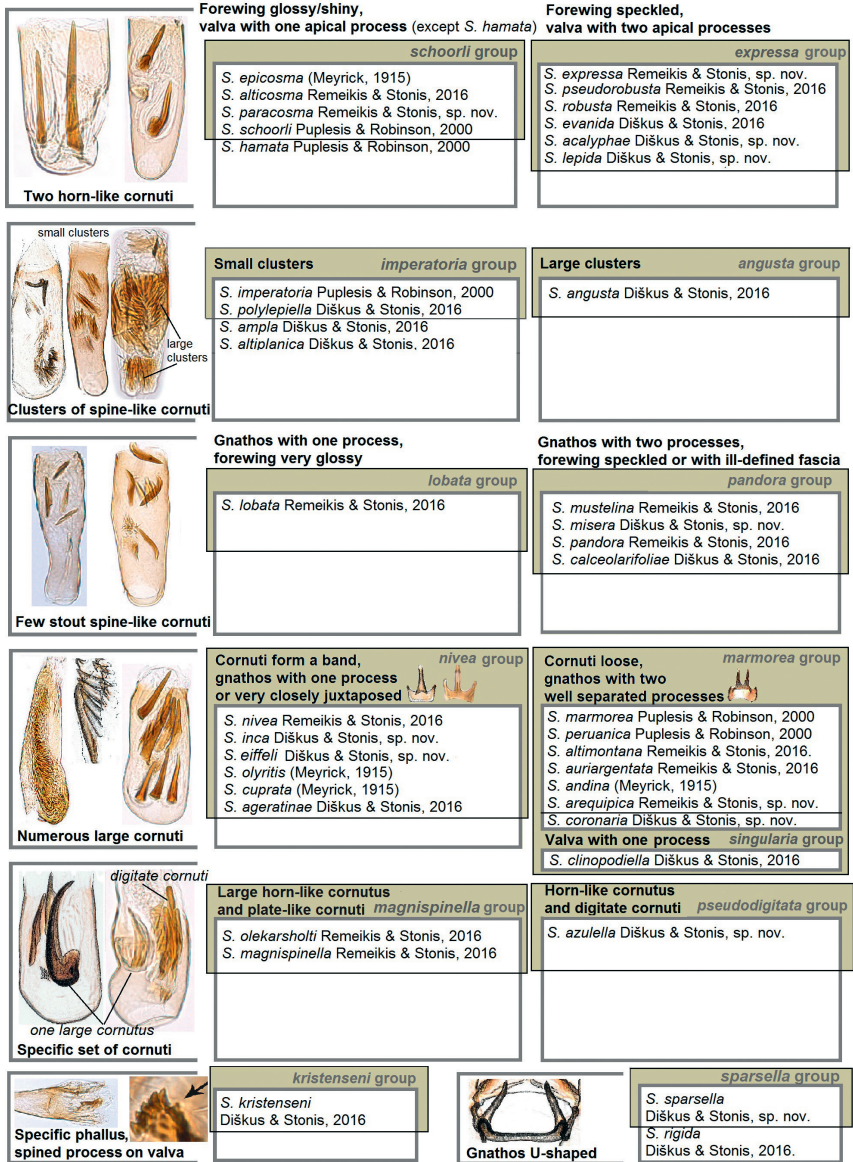 Forewing glossy/shiny,
valva with one apical process (except S. hamata)
Forewing speckled,
valva with two apical processes
schoorli group
S. epicosma (Meyrick, 1915)
S. alticosma Remeikis & Stonis, 2016
S. paracosma Remeikis & Stonis, sp. nov.
S. schoorli Puplesis & Robinson, 2000
S. hamata Puplesis & Robinson, 2000
expressa group
S. expressa Remeikis & Stonis, sp. nov.
S. pseudorobusta Remeikis & Stonis, 2016
S. robusta Remeikis & Stonis, 2016
S. evanida Diškus & Stonis, 2016
S. acalyphae Diškus & Stonis, sp. nov.
S. lepida Diškus & Stonis, sp. nov.
Two horn-like cornuti
small clusters
large
clusters
Clusters of spine-like cornuti
Small clusters imperatoria group
S. imperatoria Puplesis & Robinson, 2000
S. polylepiella Diškus & Stonis, 2016
S. ampla Diškus & Stonis, 2016
S. altiplanica Diškus & Stonis, 2016
Large clusters angusta group
S. angusta Diškus & Stonis, 2016
Gnathos with one process,
forewing very glossy
Gnathos with two processes,
forewing speckled or with ill-defined fascia
lobata group
S. lobata Remeikis & Stonis, 2016
pandora group
S. mustelina Remeikis & Stonis, 2016
S. misera Diškus & Stonis, sp. nov.
S. pandora Remeikis & Stonis, 2016
S. calceolarifoliae Diškus & Stonis, 2016
Few stout spine-like cornuti
Cornuti form a band, nivea group
gnathos with one process
or very closely juxtaposed
S. nivea Remeikis & Stonis, 2016
S. inca Diškus & Stonis, sp. nov.
S. eiffeli Diškus & Stonis, sp. nov.
S. olyritis (Meyrick, 1915)
S. cuprata (Meyrick, 1915)
S. ageratinae Diškus & Stonis, 2016
Cornuti loose, marmorea group
gnathos with two
well separated processes
S. marmorea Puplesis & Robinson, 2000
S. peruanica Puplesis & Robinson, 2000
S. altimontana Remeikis & Stonis, 2016.
S. auriargentata Remeikis & Stonis, 2016
S. andina (Meyrick, 1915)
S. arequipica Remeikis & Stonis, sp. nov.
S. coronaria Diškus & Stonis, sp. nov.
Valva with one process singularia group
S. clinopodiella Diškus & Stonis, 2016
Numerous large cornuti
digitate cornuti
one large cornutus
Specific set of cornuti
Large horn-like cornutus
and plate-like cornuti magnispinella group
S. olekarsholti Remeikis & Stonis, 2016
S. magnispinella Remeikis & Stonis, 2016
Horn-like cornutus
and digitate cornuti pseudodigitata group
S. azulella Diškus & Stonis, sp. nov.
Specific phallus,
spined process on valva
kristenseni group
S. kristenseni
Diškus & Stonis, 2016
Gnathos U-shaped
sparsella group
S. sparsella
Diškus & Stonis, sp. nov.
S. rigida
Diškus & Stonis, 2016.